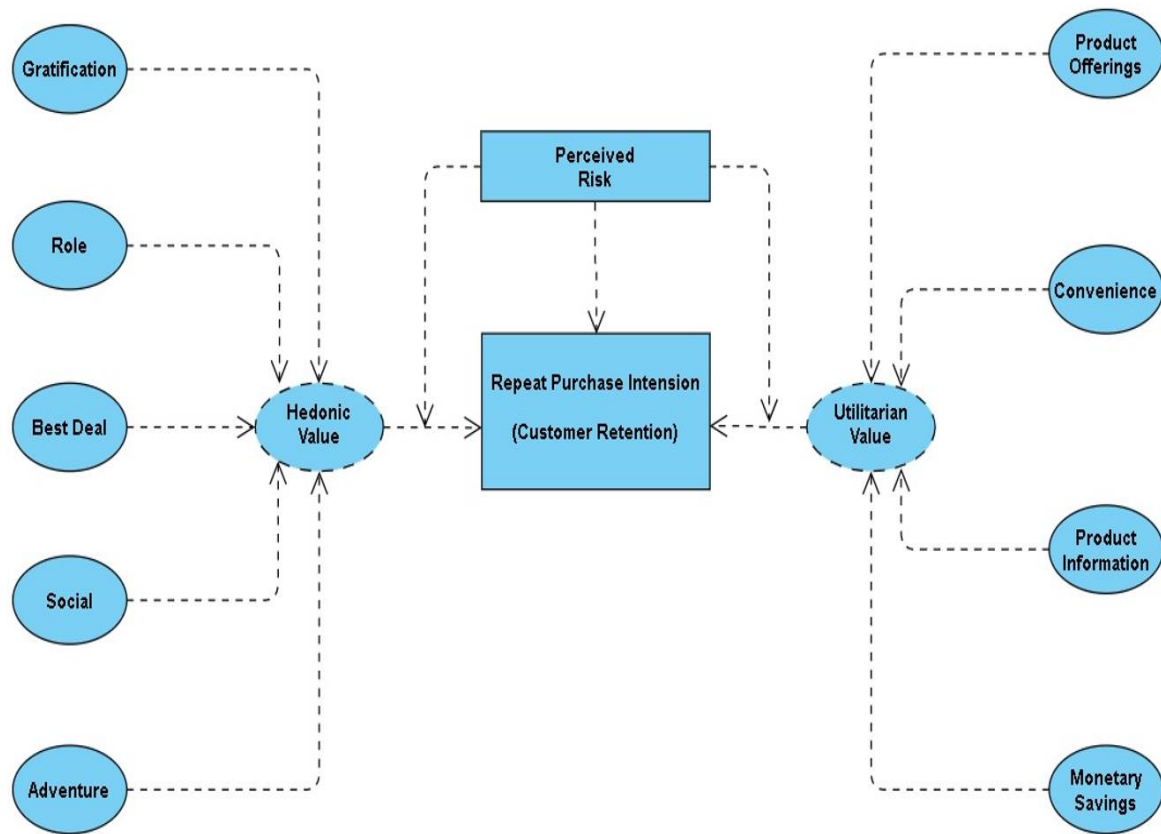 Gratification
Role
Best Deal
Social
Adventure
Hedonic
Value
Perceived
Risk
Repeat Purchase Intension
(Customer Retention)
Utilitarian
Value
Product
Offerings
Convenience
Product
Information
Monetary
Savings